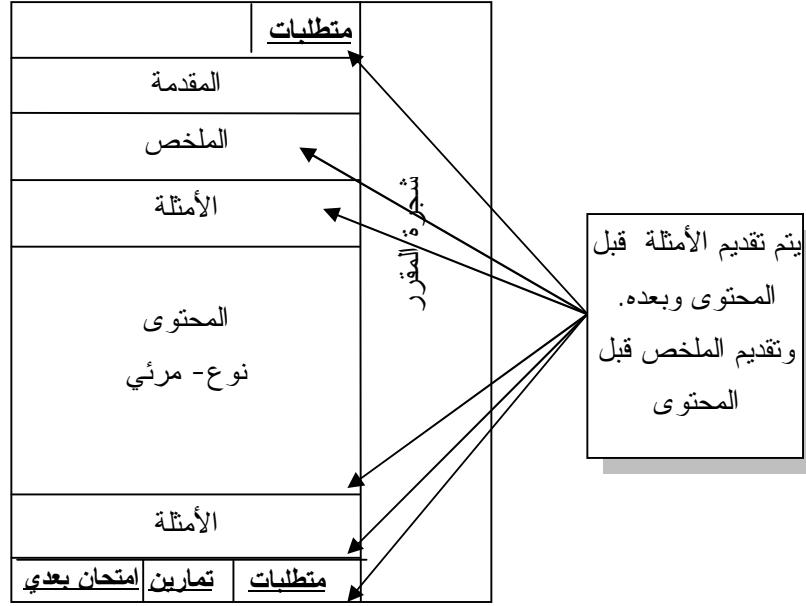 متطلبات
المقدمة
الملخص
الأمثلة
شجرة المقرر
المحتوى
نوع- مرئي
الأمثلة
متطلبات
تمارين
امتحان بعدي
يتم تقديم الأمثلة قبل
المحتوى وبعده.
وتقديم الملخص قبل
المحتوى